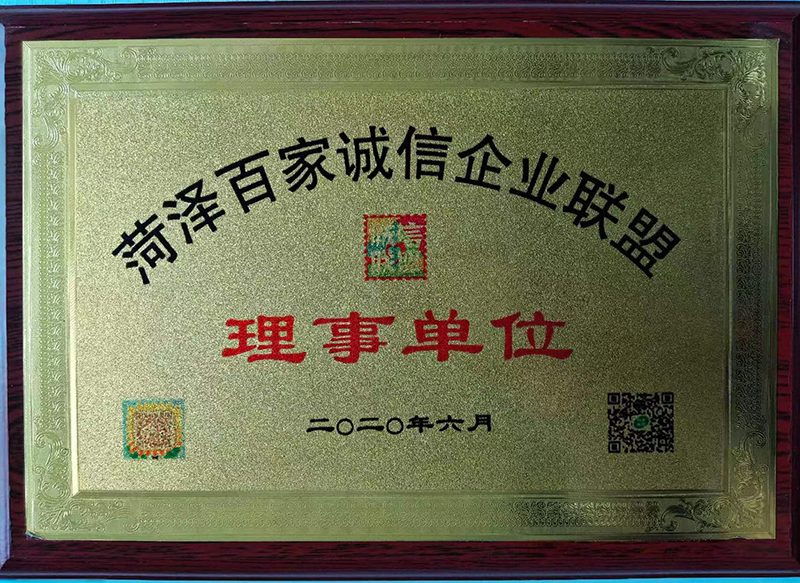 菏泽百家诚信企业联盟
理事单位
二〇二〇年六月